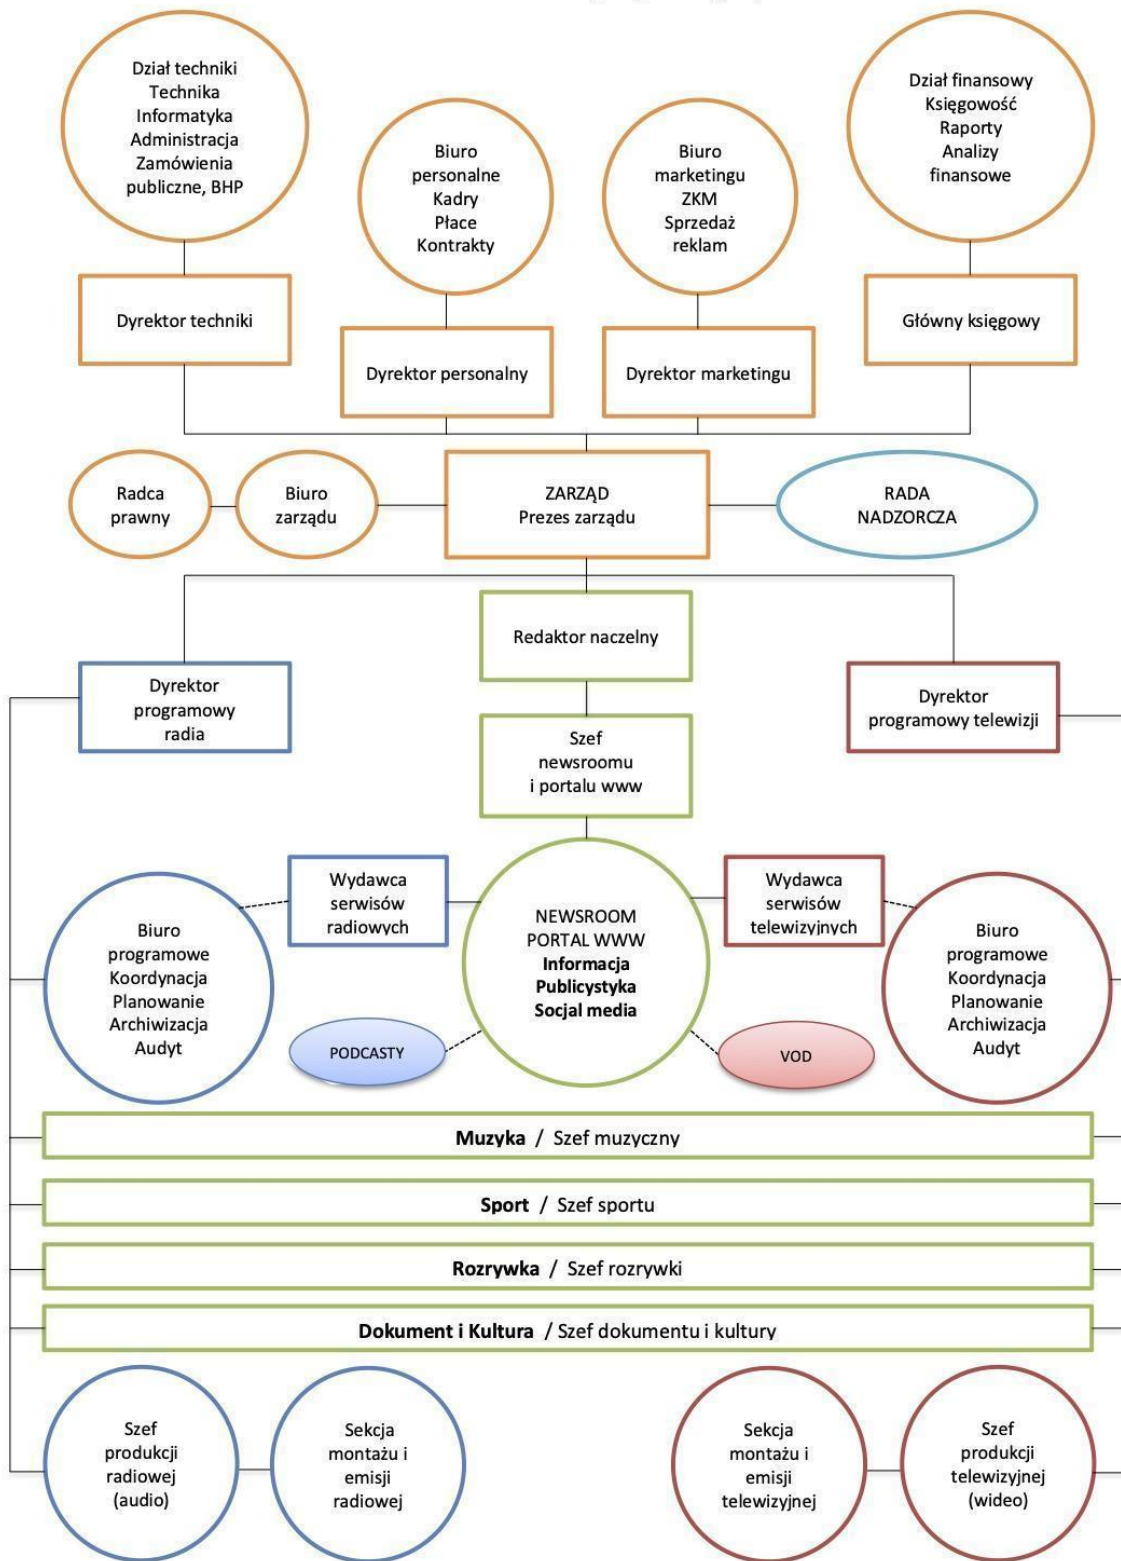 Dział techniki
Technika
Informatyka
Administracja
Zamówienia
publiczne, BHP
Biuro
personalne
Kadry
Płace
Kontrakty
Biuro
marketingu
ZKM
Sprzedaż
reklam
Dział finansowy
Księgowość
Raporty
Analizy
finansowe
Dyrektor techniki
Dyrektor personalny
Dyrektor marketingu
Główny księgowy
Radca
prawny
Biuro
zarządu
ZARZĄD
Prezes zarządu
RADA
NADZORCZA
Redaktor naczelny
Dyrektor
programowy
radia
Dyrektor
programowy telewizji
Szef
newsroomu
i portalu www
Wydawca
serwisów
radiowych
Wydawca
serwisów
telewizyjnych
Biuro
programowe
Koordynacja
Planowanie
Archiwizacja
Audyt
NEWSROOM
PORTAL WWW
Informacja
Publicystyka
Socjal media
Biuro
programowe
Koordynacja
Planowanie
Archiwizacja
Audyt
PODCASTY
VOD
Muzyka / Szef muzyczny
Sport / Szef sportu
Rozrywka / Szef rozrywki
Dokument i Kultura / Szef dokumentu i kultury
Szef
produkcji
radiowej
(audio)
Sekcja
montażu i
emisji
radiowej
Sekcja
montażu i
emisji
telewizyjnej
Szef
produkcji
telewizyjnej
(wideo)